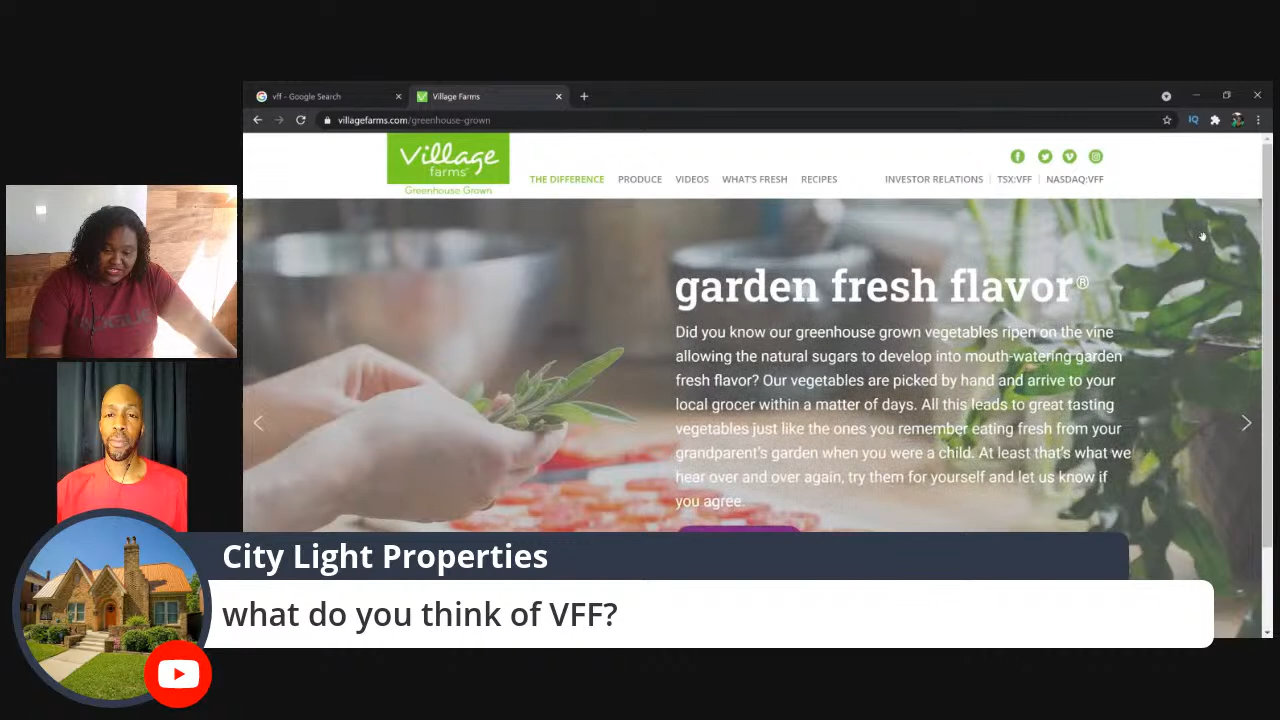 vff - Google Search
Village Farms
villagefarms.com/greenhouse-grown
IQ
Village
farms
Greenhouse Grown
THE DIFFERENCE PRODUCE VIDEOS WHAT'S FRESH RECIPES INVESTOR RELATIONS TSX:VFF NASDAQ:VFF
garden fresh flavor®
Did you know our greenhouse grown vegetables ripen on the vine
allowing the natural sugars to develop into mouth-watering garden
fresh flavor? Our vegetables are picked by hand and arrive to your
local grocer within a matter of days. All this leads to great tasting
vegetables just like the ones you remember eating fresh from your
grandparent's garden when you were a child. At least that's what we
hear over and over again, try them for yourself and let us know if
you agree.
ROGUE
City Light Properties
what do you think of VFF?